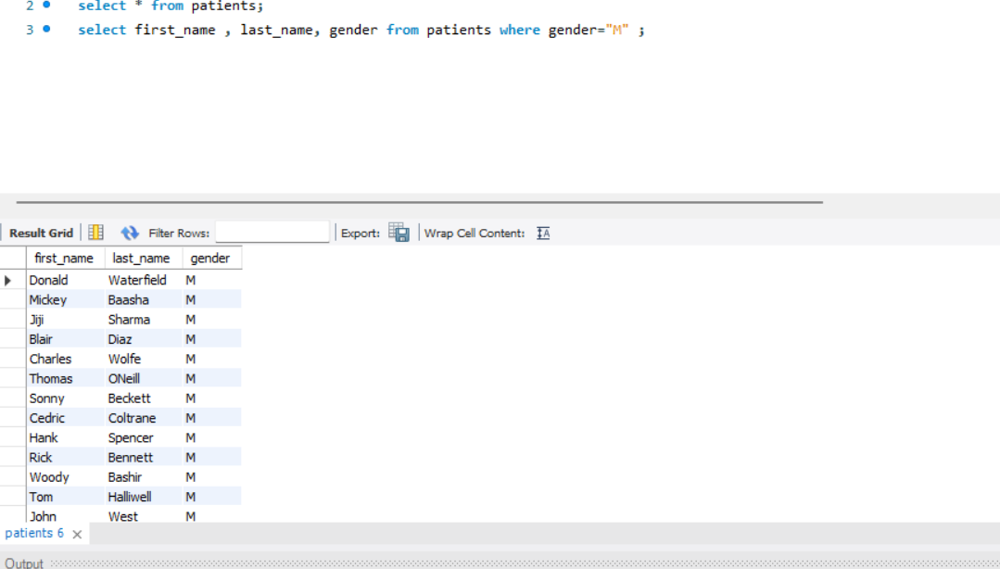 2 select * from patients;
3 select first_name , last_name, gender from patients where gender="M" ;
Result Grid Filter Rows: Export: Wrap Cell Content: IA
first_name last_name gender
Donald Waterfield M
Mickey Baasha M
Jiji Sharma M
Blair Diaz M
Charles Wolfe M
Thomas ONeill M
Sonny Beckett M
Cedric Coltrane M
Hank Spencer M
Rick Bennett M
Woody Bashir M
Tom Halliwell M
John West M
patients 6
Output